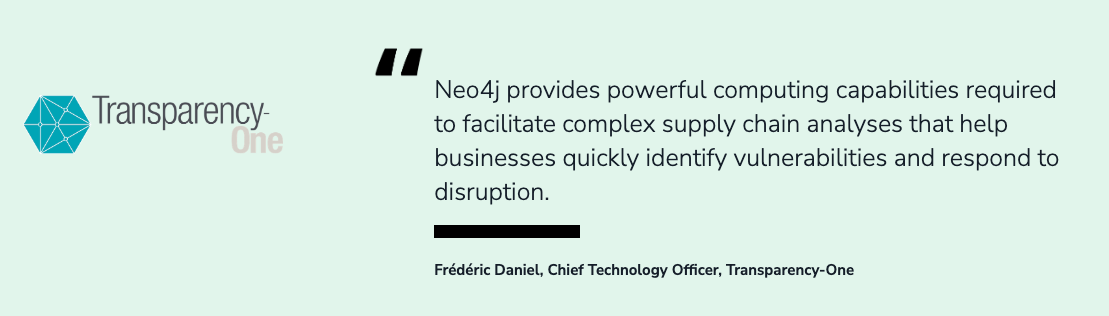 Transparency-
One
“
Neo4j provides powerful computing capabilities required
to facilitate complex supply chain analyses that help
businesses quickly identify vulnerabilities and respond to
disruption.
Frédéric Daniel, Chief Technology Officer, Transparency-One